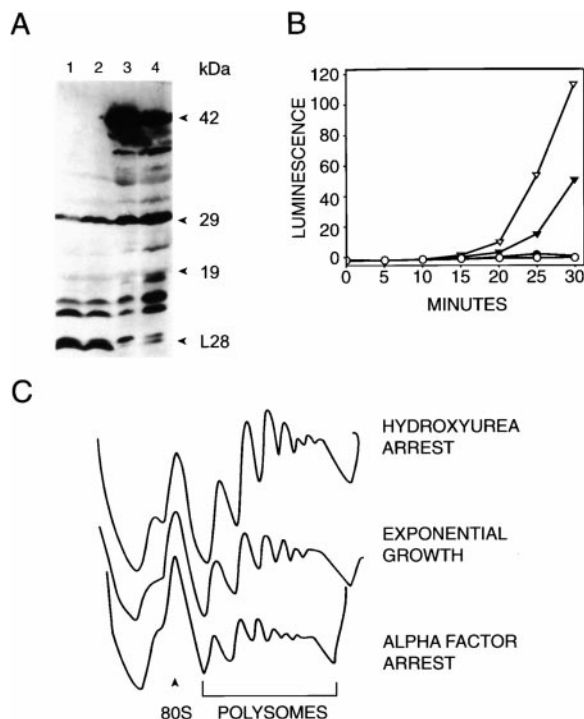 A
1 2 3 4 kDa
42
29
19
L28
B
LUMINESCENCE
120
100
80
60
40
20
0
0 5 10 15 20 25 30
MINUTES
C
HYDROXYUREA
ARREST
EXPONENTIAL
GROWTH
ALPHA FACTOR
ARREST
80S POLYSOMES